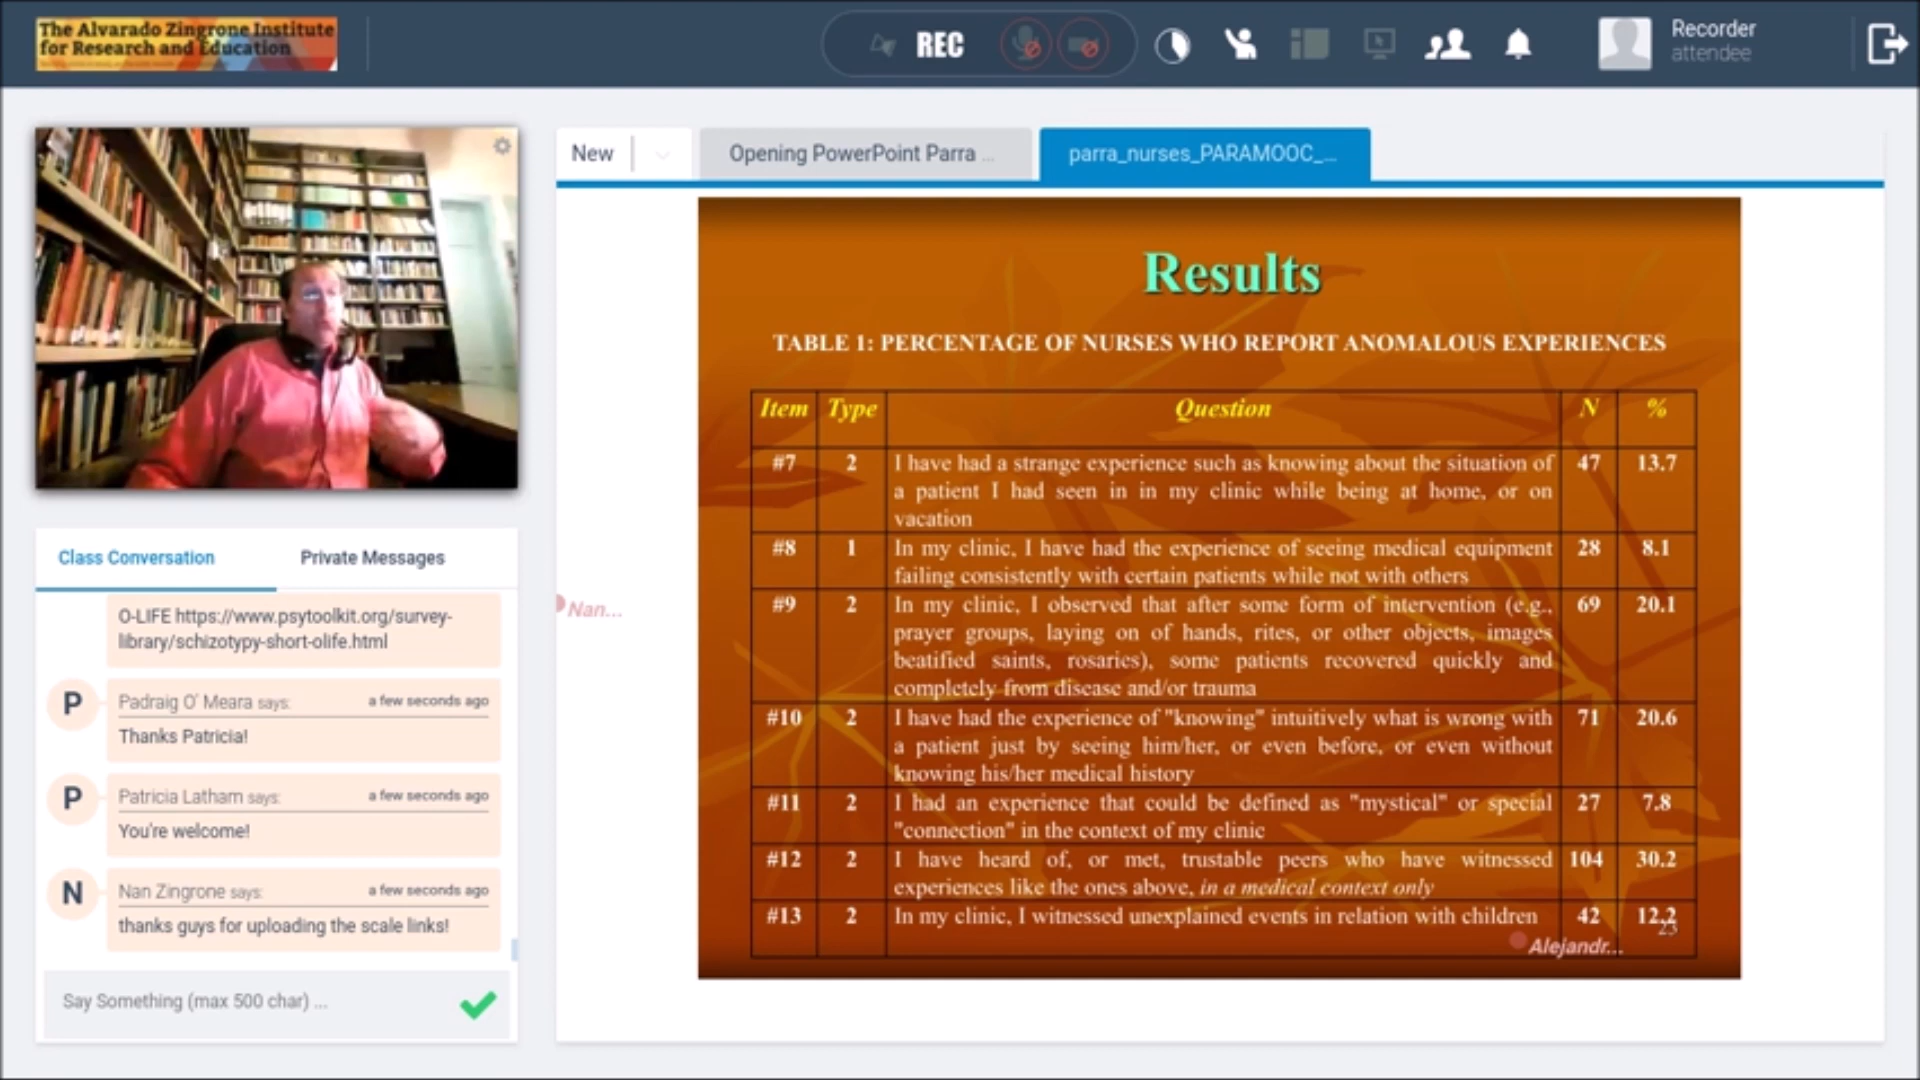 The Alvarado Zingrone Institute
for Research and Education
REC
Recorder
attendee
New
Opening PowerPoint Parra ...
parra_nurses_PARAMOOC_...
Class Conversation
Private Messages
O-LIFE https://www.psytoolkit.org/survey-
library/schizotypy-short-olife.html
P
Padraig O' Meara says:
a few seconds ago
Thanks Patricia!
P
Patricia Latham says:
a few seconds ago
You're welcome!
N
Nan Zingrone says:
a few seconds ago
thanks guys for uploading the scale links!
Say Something (max 500 char) ...
Nan...
Results
TABLE 1: PERCENTAGE OF NURSES WHO REPORT ANOMALOUS EXPERIENCES
Item Type Question N %
#7 2 I have had a strange experience such as knowing about the situation of 47 13.7
a patient I had seen in in my clinic while being at home, or on
vacation
#8 1 In my clinic, I have had the experience of seeing medical equipment 28 8.1
failing consistently with certain patients while not with others
#9 2 In my clinic, I observed that after some form of intervention (e.g., 69 20.1
prayer groups, laying on of hands, rites, or other objects, images
beatified saints, rosaries), some patients recovered quickly and
completely from disease and/or trauma
#10 2 I have had the experience of "knowing" intuitively what is wrong with 71 20.6
a patient just by seeing him/her, or even before, or even without
knowing his/her medical history
#11 2 I had an experience that could be defined as "mystical" or special 27 7.8
"connection" in the context of my clinic
#12 2 I have heard of, or met, trustable peers who have witnessed 104 30.2
experiences like the ones above, in a medical context only
#13 2 In my clinic, I witnessed unexplained events in relation with children 42 12.2
23
Alejandr...